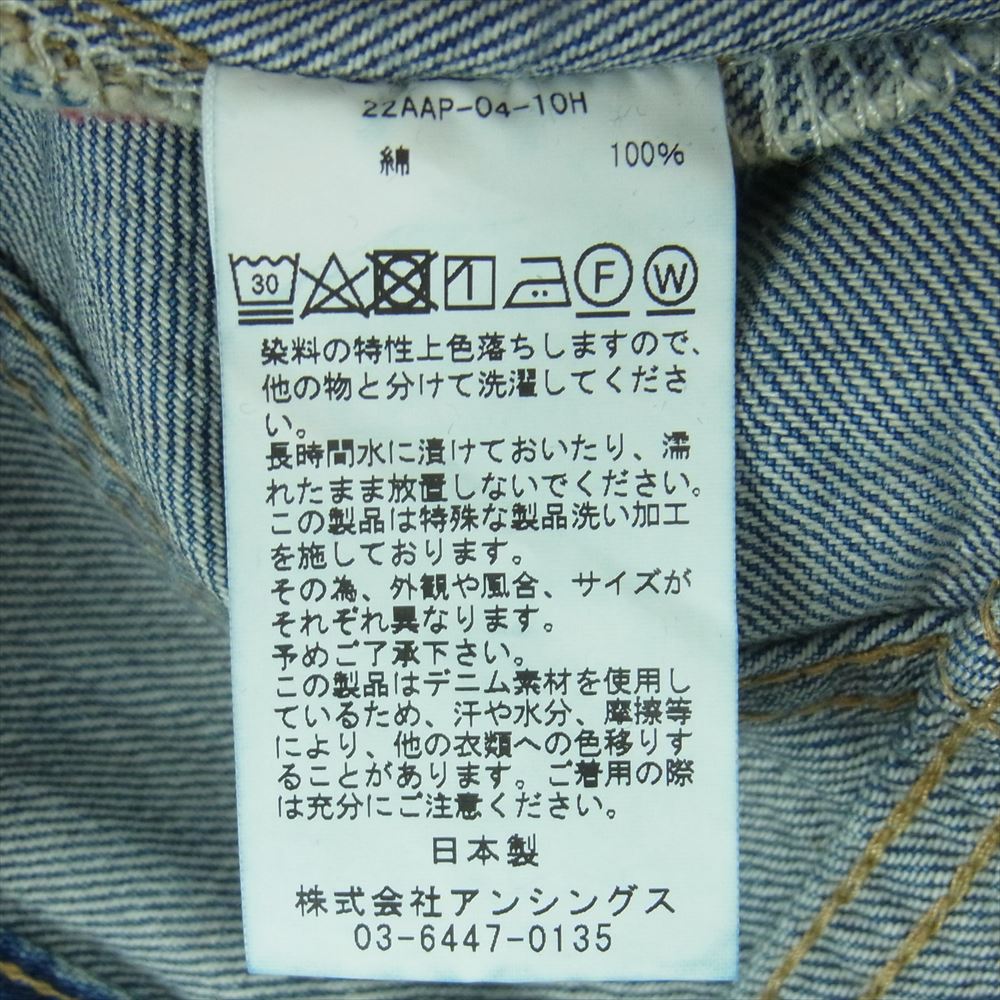 22AAP-04-10H
綿 100%
30 F W
染料の特性上色落ちしますので、
他の物と分けて洗濯してくださ
い。
長時間水に漬けておいたり、濡
れたまま放置しないでください。
この製品は特殊な製品洗い加工
を施しております。
その為、外観や風合、サイズが
それぞれ異なります。
予めご了承下さい。
この製品はデニム素材を使用し
ているため、汗や水分、摩擦等
により、他の衣類への色移りす
ることがあります。ご着用の際
は充分にご注意ください。
日本製
株式会社アンシングス
03-6447-0135